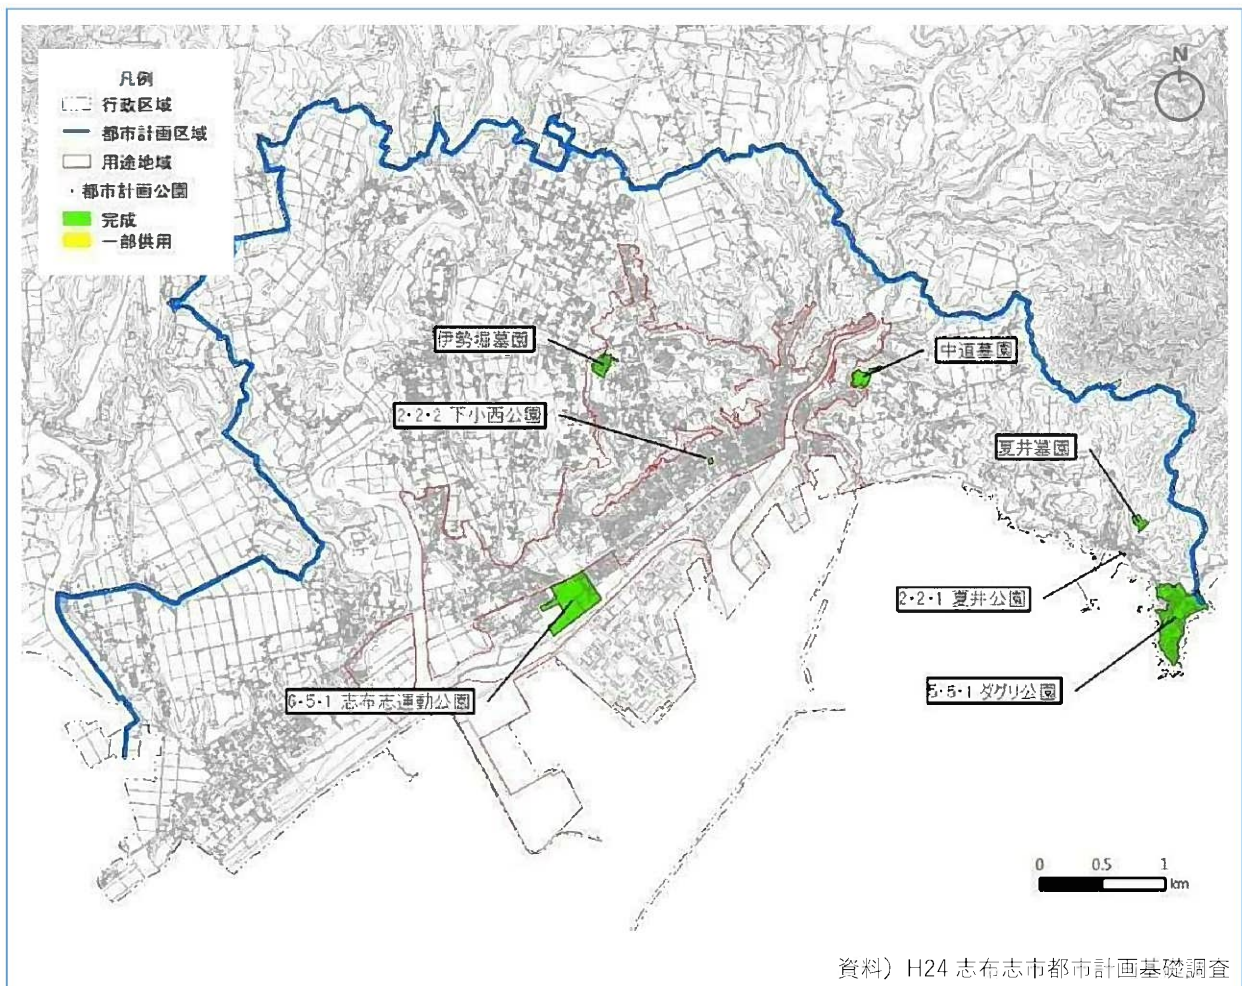 凡例
行政区域
都市計画区域
用途地域
・都市計画公園
完成
一部供用
N
伊勢堀墓園
中道墓園
2・2・2 下小西公園
夏井墓園
2・2・1 夏井公園
5・5・1 ダグリ公園
6・5・1 志布志運動公園
0 0.5 1
km
資料）H24 志布志市都市計画基礎調査